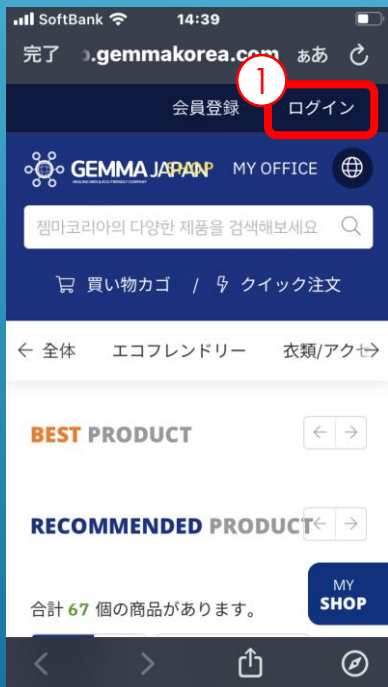 SoftBank 14:39
完了 .gemmakorea.com ぁあ
1
会員登録 ログイン
GEMMA JAPAN SHOP MY OFFICE
젬마코리아의 다양한 제품을 검색해보세요
買い物カゴ / クイック注文
← 全体 エコフレンドリー 衣類/アクセ→
BEST PRODUCT ← →
RECOMMENDED PRODUCT ← →
MY
合計 67 個の商品があります。 SHOP